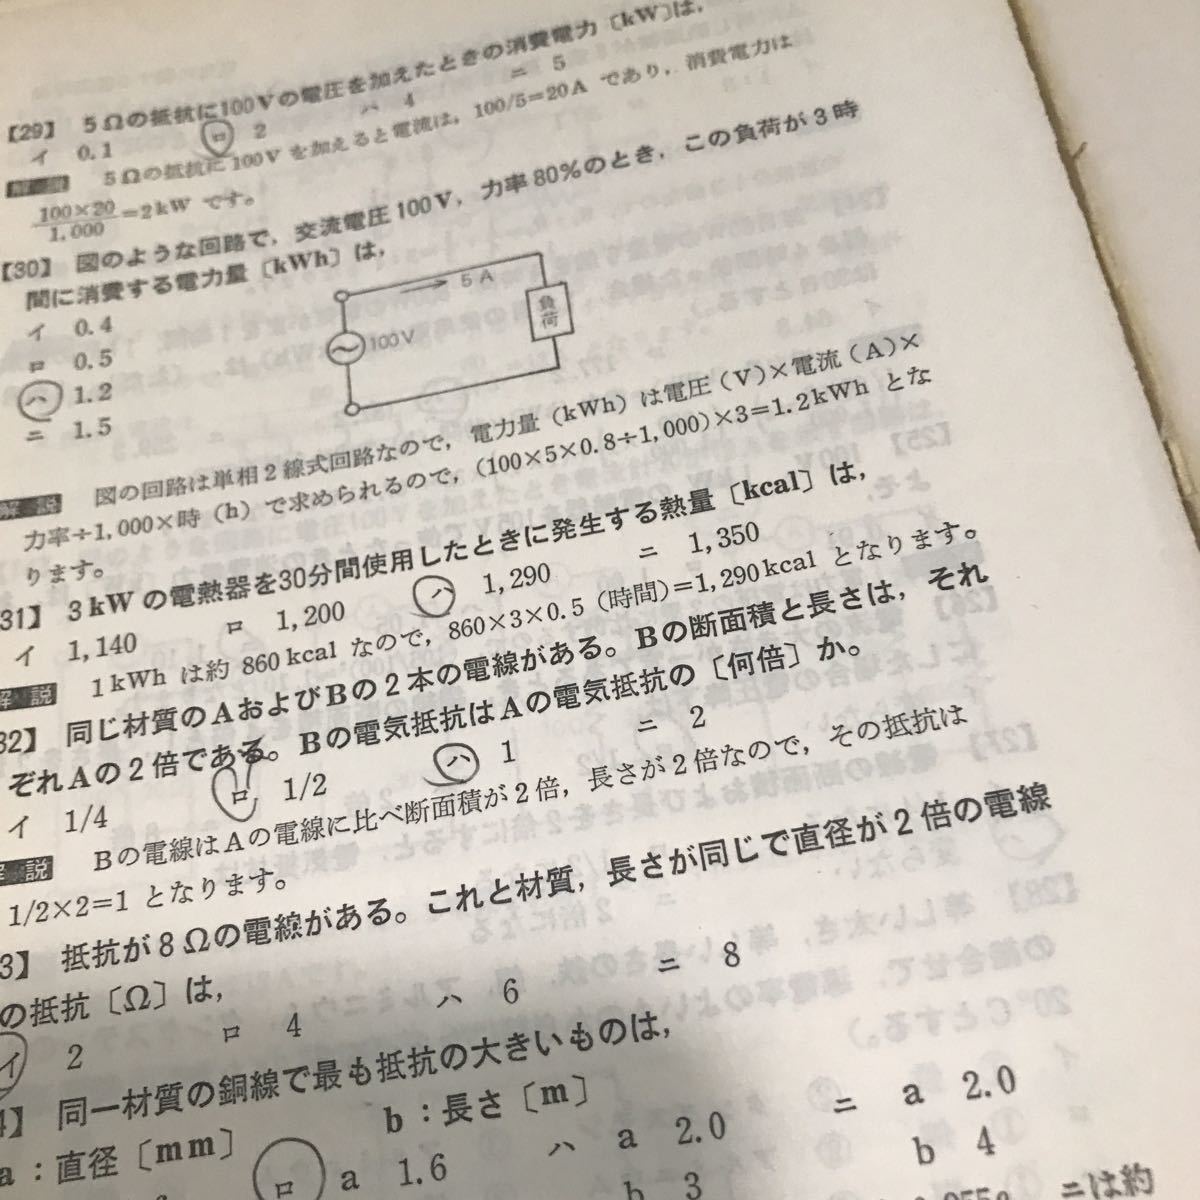 【29】 5Ωの抵抗に100Vの電圧を加えたときの消費電力〔kW〕は,
イ 0.1 ロ 2 ハ 4 ニ 5
解説 5Ωの抵抗に100Vを加えると電流は, 100/5=20Aであり, 消費電力は
100×20/1,000=2kWです。
【30】 図のような回路で, 交流電圧100V, 力率80%のとき, この負荷が3時
間に消費する電力量〔kWh〕は,
イ 0.4
ロ 0.5
ハ 1.2
ニ 1.5
5A
100V
負荷
解説 図の回路は単相2線式回路なので, 電力量(kWh)は電圧(V)×電流(A)×
力率÷1,000×時(h)で求められるので, (100×5×0.8÷1,000)×3=1.2kWhとな
ります。
31】 3kWの電熱器を30分間使用したときに発生する熱量〔kcal〕は,
イ 1,140 ロ 1,200 ハ 1,290 ニ 1,350
解説 1kWhは約860kcalなので, 860×3×0.5(時間)=1,290kcalとなります。
32】 同じ材質のAおよびBの2本の電線がある。Bの断面積と長さは, それ
ぞれAの2倍である。Bの電気抵抗はAの電気抵抗の〔何倍〕か。
イ 1/4 ロ 1/2 ハ 1 ニ 2
解説 Bの電線はAの電線に比べ断面積が2倍, 長さが2倍なので, その抵抗は
1/2×2=1となります。
3】 抵抗が8Ωの電線がある。これと材質, 長さが同じで直径が2倍の電線
の抵抗〔Ω〕は,
イ 2 ロ 4 ハ 6 ニ 8
4】 同一材質の銅線で最も抵抗の大きいものは,
a:直径〔mm〕 b:長さ〔m〕
ロ a 1.6 ハ a 2.0 ニ a 2.0
b 3 b 4
ニは約